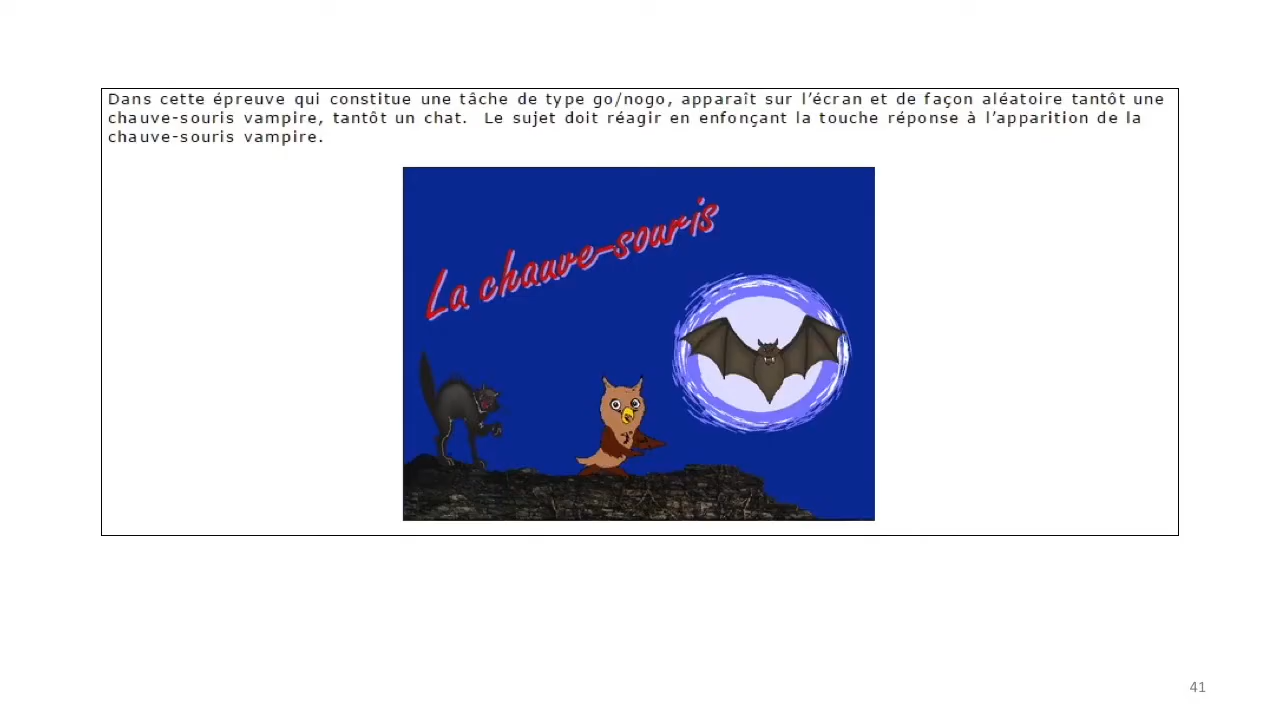 Dans cette épreuve qui constitue une tâche de type go/nogo, apparaît sur l’écran et de façon aléatoire tantôt une
chauve-souris vampire, tantôt un chat.  Le sujet doit réagir en enfonçant la touche réponse à l’apparition de la
chauve-souris vampire.
La chauve-souris
41